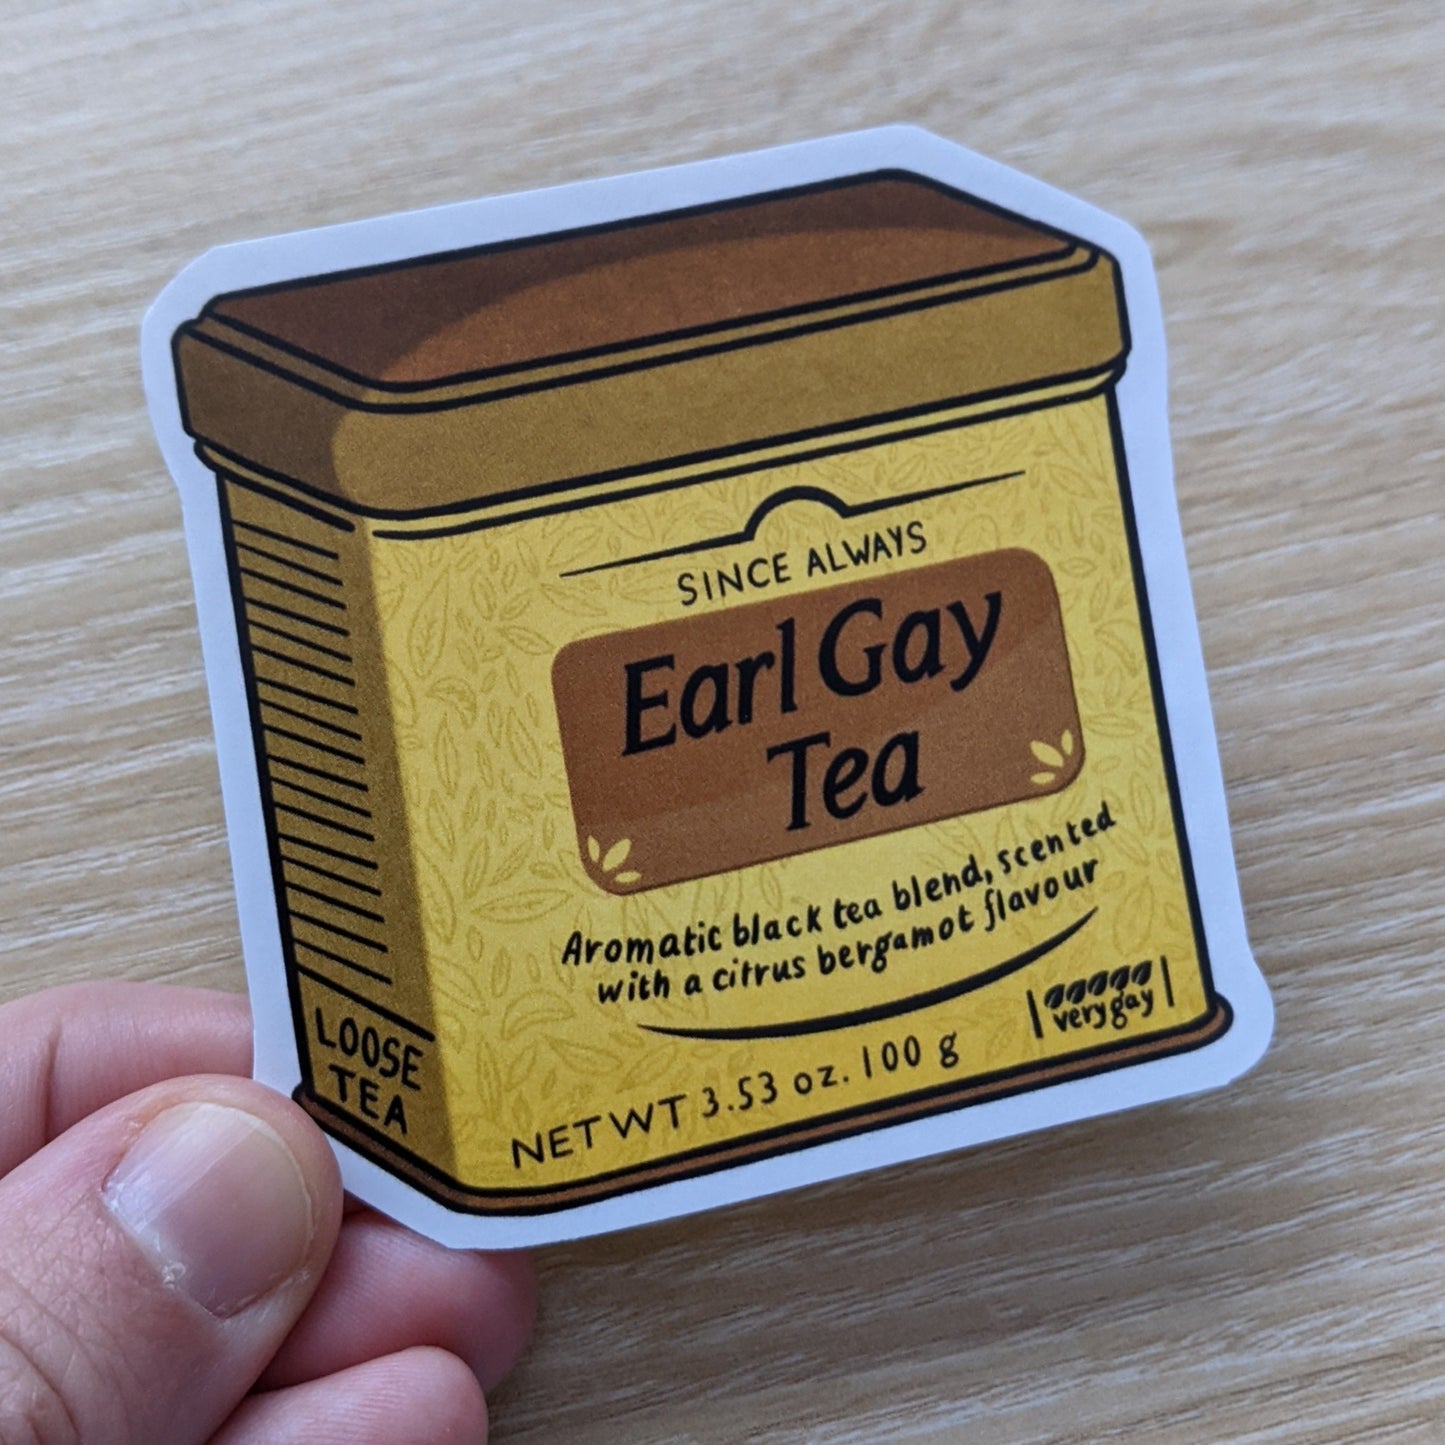 SINCE ALWAYS
Earl Gay
Tea
Aromatic black tea blend, scented
with a citrus bergamot flavour
very gay
NET WT 3.53 oz. 100 g
LOOSE
TEA